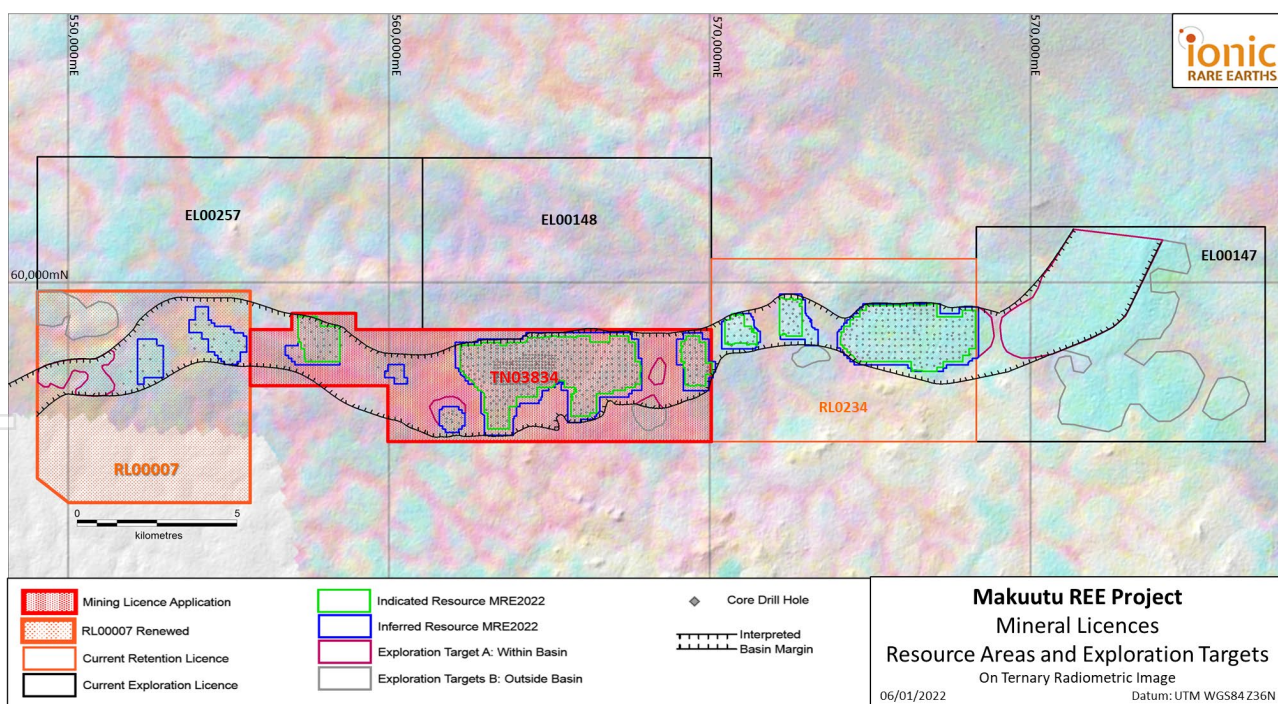 550,000mE
560,000mE
570,000mE
570,000mE
ionic
RARE EARTHS
EL00257
EL00148
EL00147
60,000mN
TN03834
RL0234
RL00007
0 5
kilometres
Mining Licence Application
RL00007 Renewed
Current Retention Licence
Current Exploration Licence
Indicated Resource MRE2022
Inferred Resource MRE2022
Exploration Target A: Within Basin
Exploration Targets B: Outside Basin
Core Drill Hole
Interpreted
Basin Margin
Makuutu REE Project
Mineral Licences
Resource Areas and Exploration Targets
On Ternary Radiometric Image
06/01/2022 Datum: UTM WGS84 Z36N